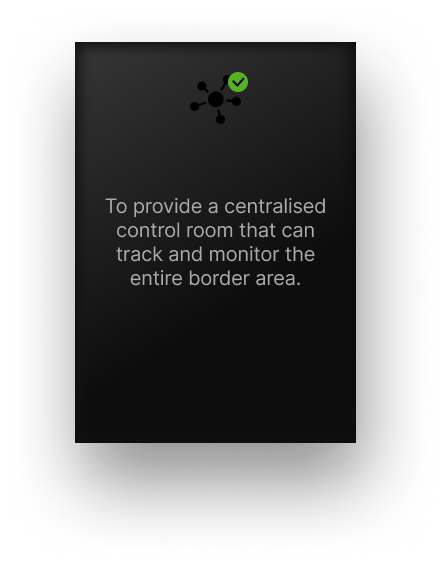 To provide a centralised
control room that can
track and monitor the
entire border area.